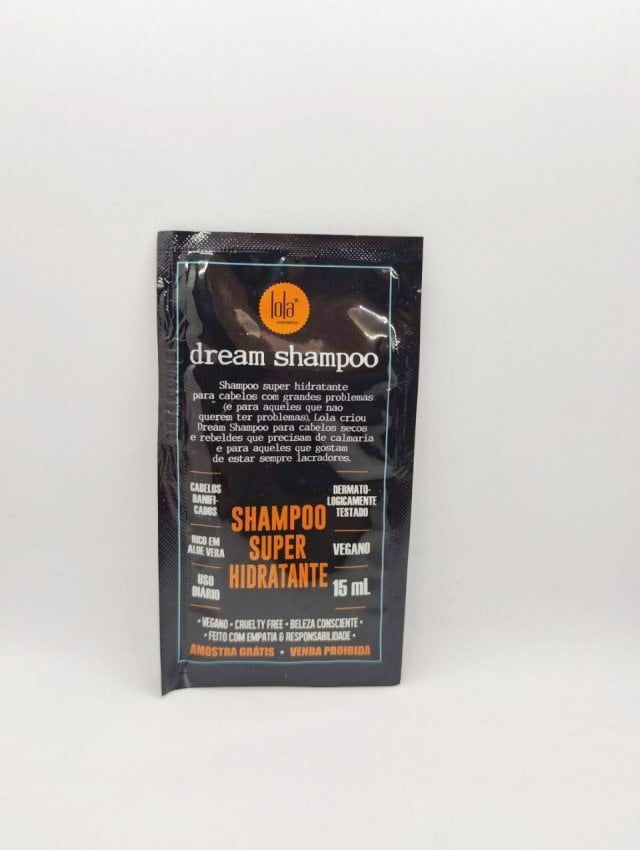 lola®
cosmetics
dream shampoo
Shampoo super hidratante
para cabelos com grandes problemas
(e para aqueles que nao
querem ter problemas). Lola criou
Dream Shampoo para cabelos secos
e rebeldes que precisam de calmaria
e para aqueles que gostam
de estar sempre lacradores.
CABELOS
DANIFI-
CADOS
RICO EM
ALOE VERA
USO
DIÁRIO
SHAMPOO
SUPER
HIDRATANTE
DERMATO-
LOGICAMENTE
TESTADO
VEGANO
15 mL
• VEGANO • CRUELTY FREE • BELEZA CONSCIENTE •
• FEITO COM EMPATIA & RESPONSABILIDADE •
AMOSTRA GRÁTIS • VENDA PROIBIDA